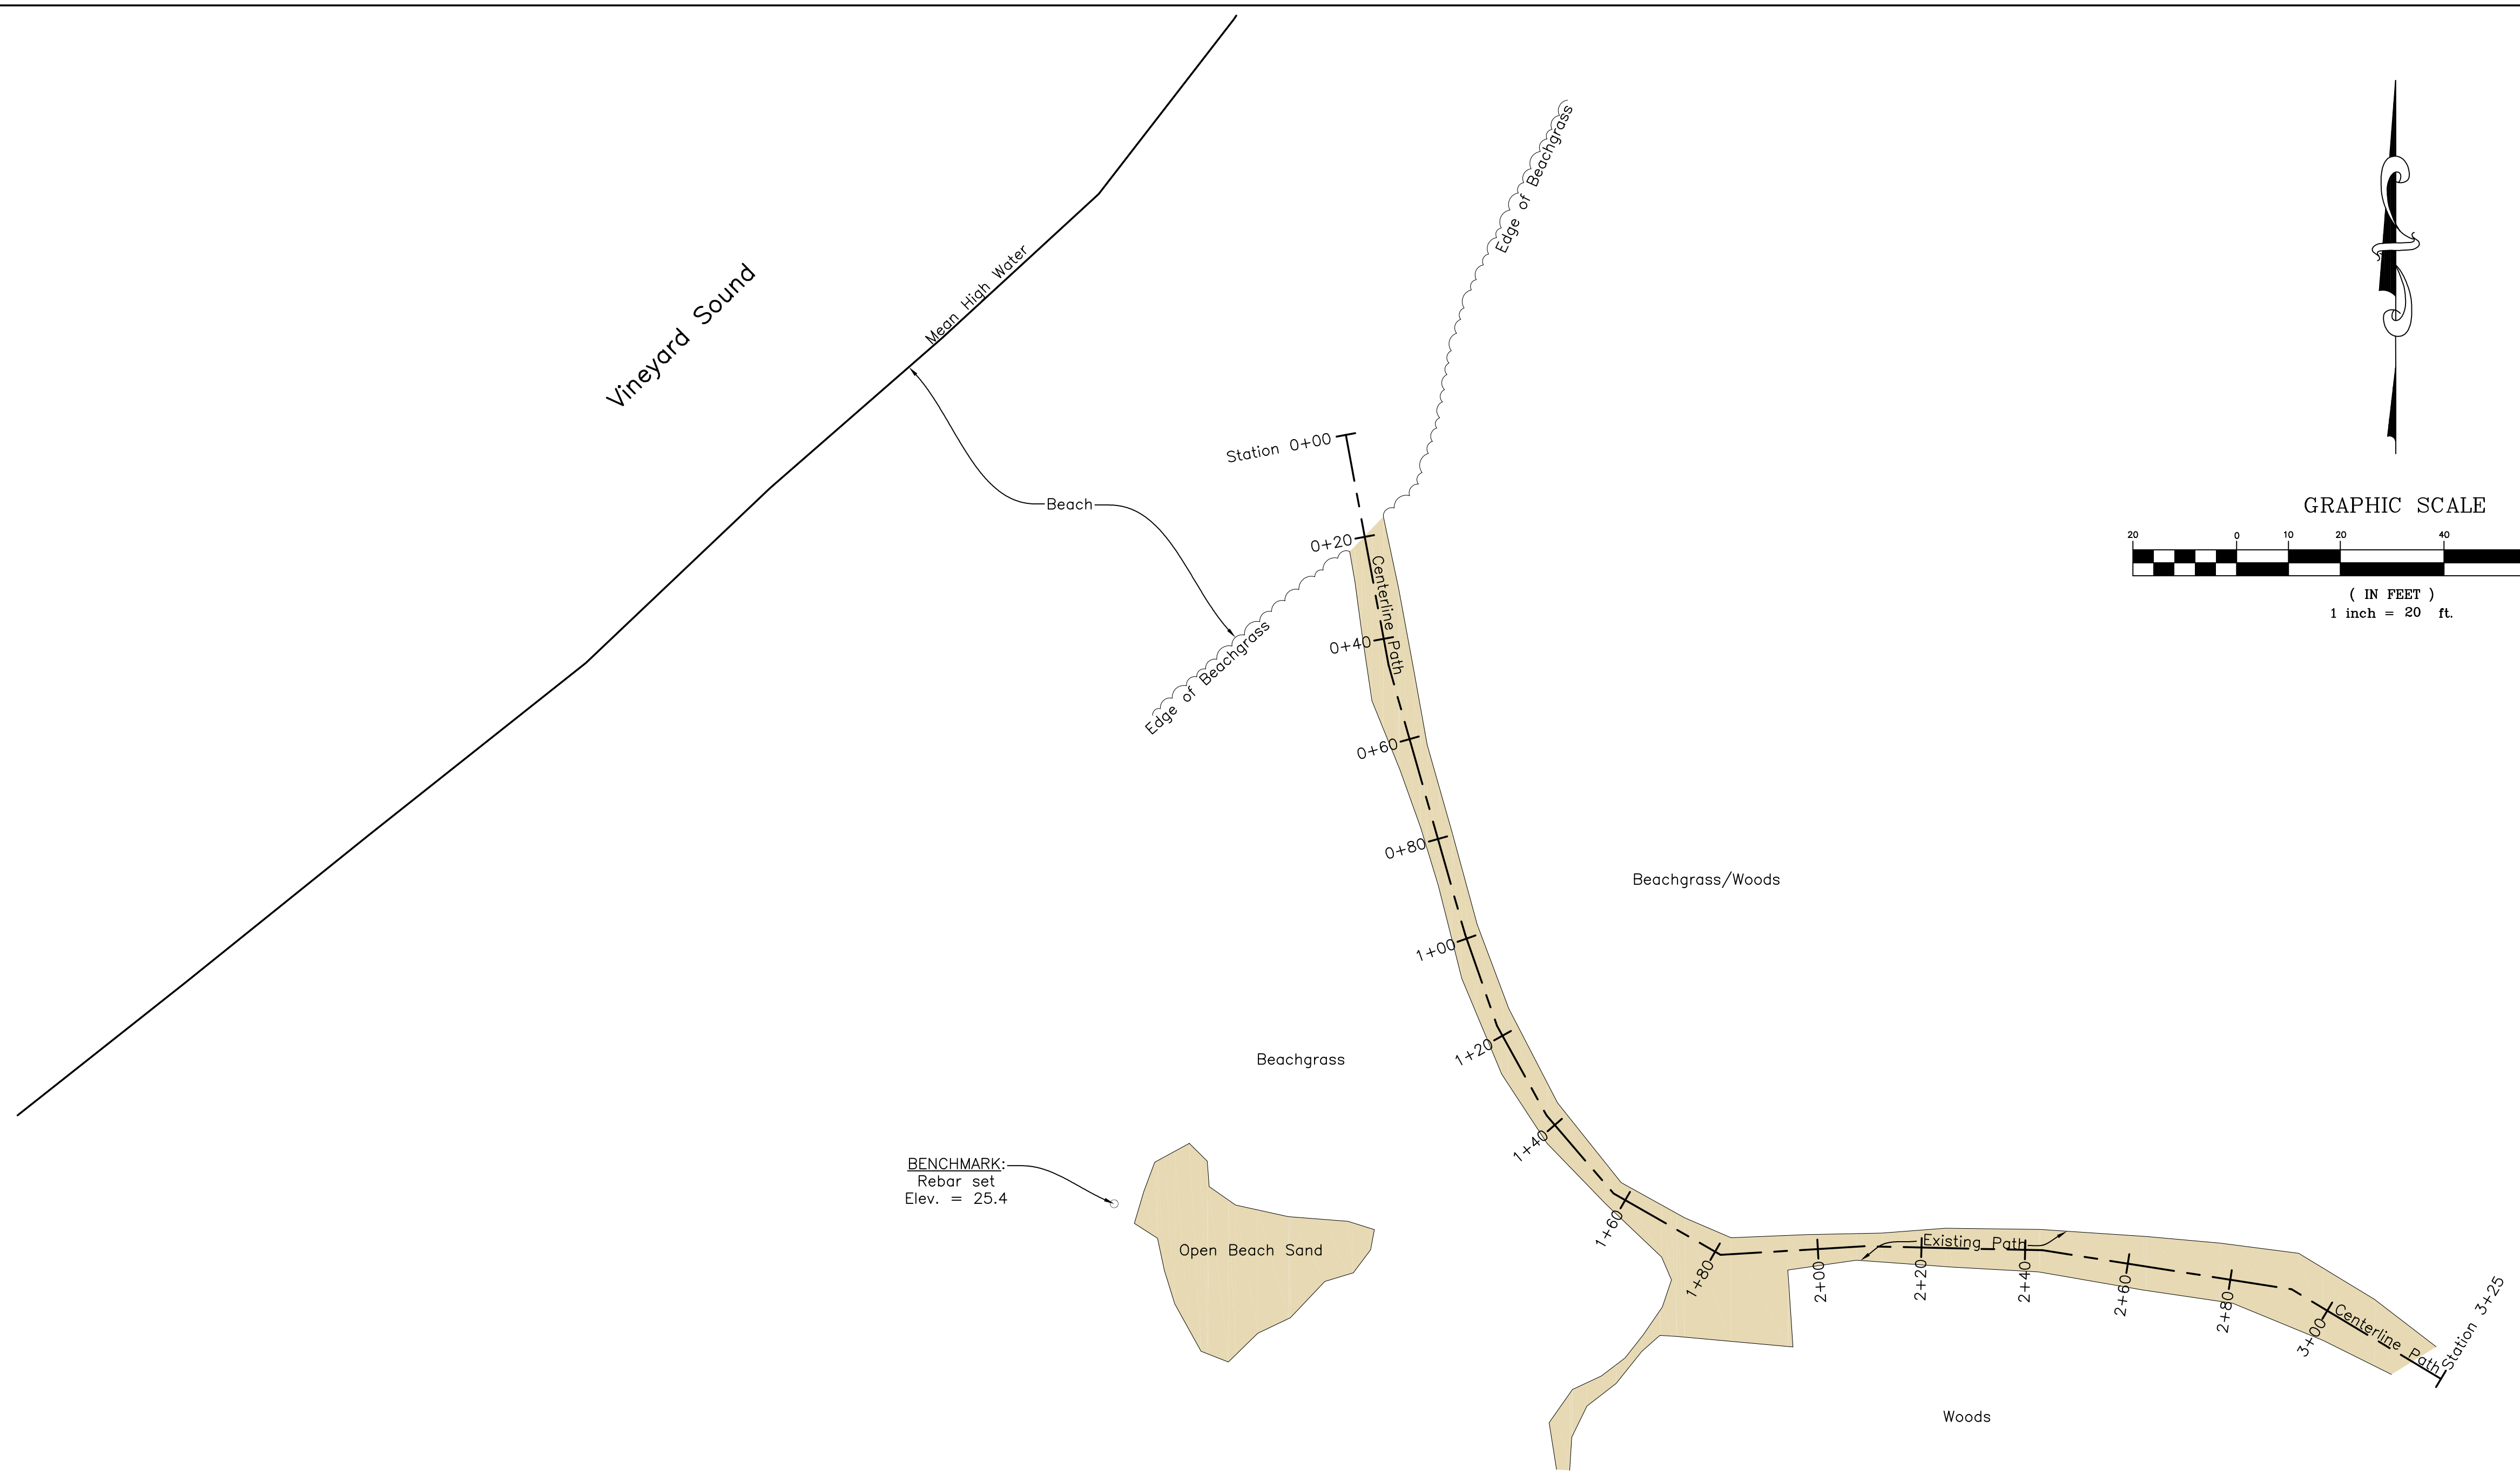 Edge of Beachgrass
Mean High Water
Vineyard Sound
Station 0+00
Beach
GRAPHIC SCALE
20 0 10 20 40
( IN FEET )
1 inch = 20 ft.
0+20
Centerline Path
0+40
Edge of Beachgrass
0+60
0+80
Beachgrass/Woods
1+00
1+20
Beachgrass
1+40
BENCHMARK:
Rebar set
Elev. = 25.4
1+60
Open Beach Sand
Existing Path
1+80
2+00
2+20
2+40
2+60
2+80
3+00
Centerline Path
Station 3+25
Woods